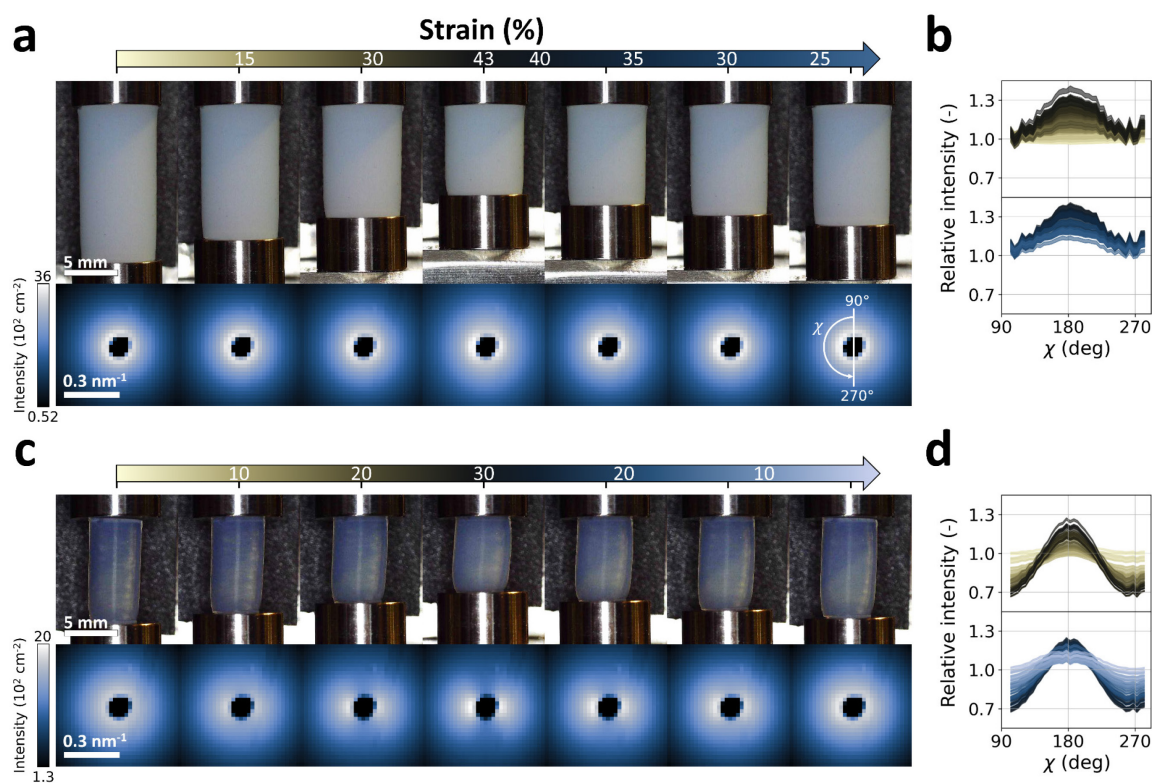 a
Strain (%)
15 30 43 40 35 30 25
5 mm
36
Intensity (10² cm⁻²)
0.52
0.3 nm⁻¹
90°
χ
270°
b
1.3
1.0
0.7
1.3
1.0
0.7
Relative intensity (-)
90 180 270
χ (deg)
c
10 20 30 20 10
5 mm
20
Intensity (10² cm⁻²)
1.3
0.3 nm⁻¹
d
1.3
1.0
0.7
1.3
1.0
0.7
Relative intensity (-)
90 180 270
χ (deg)